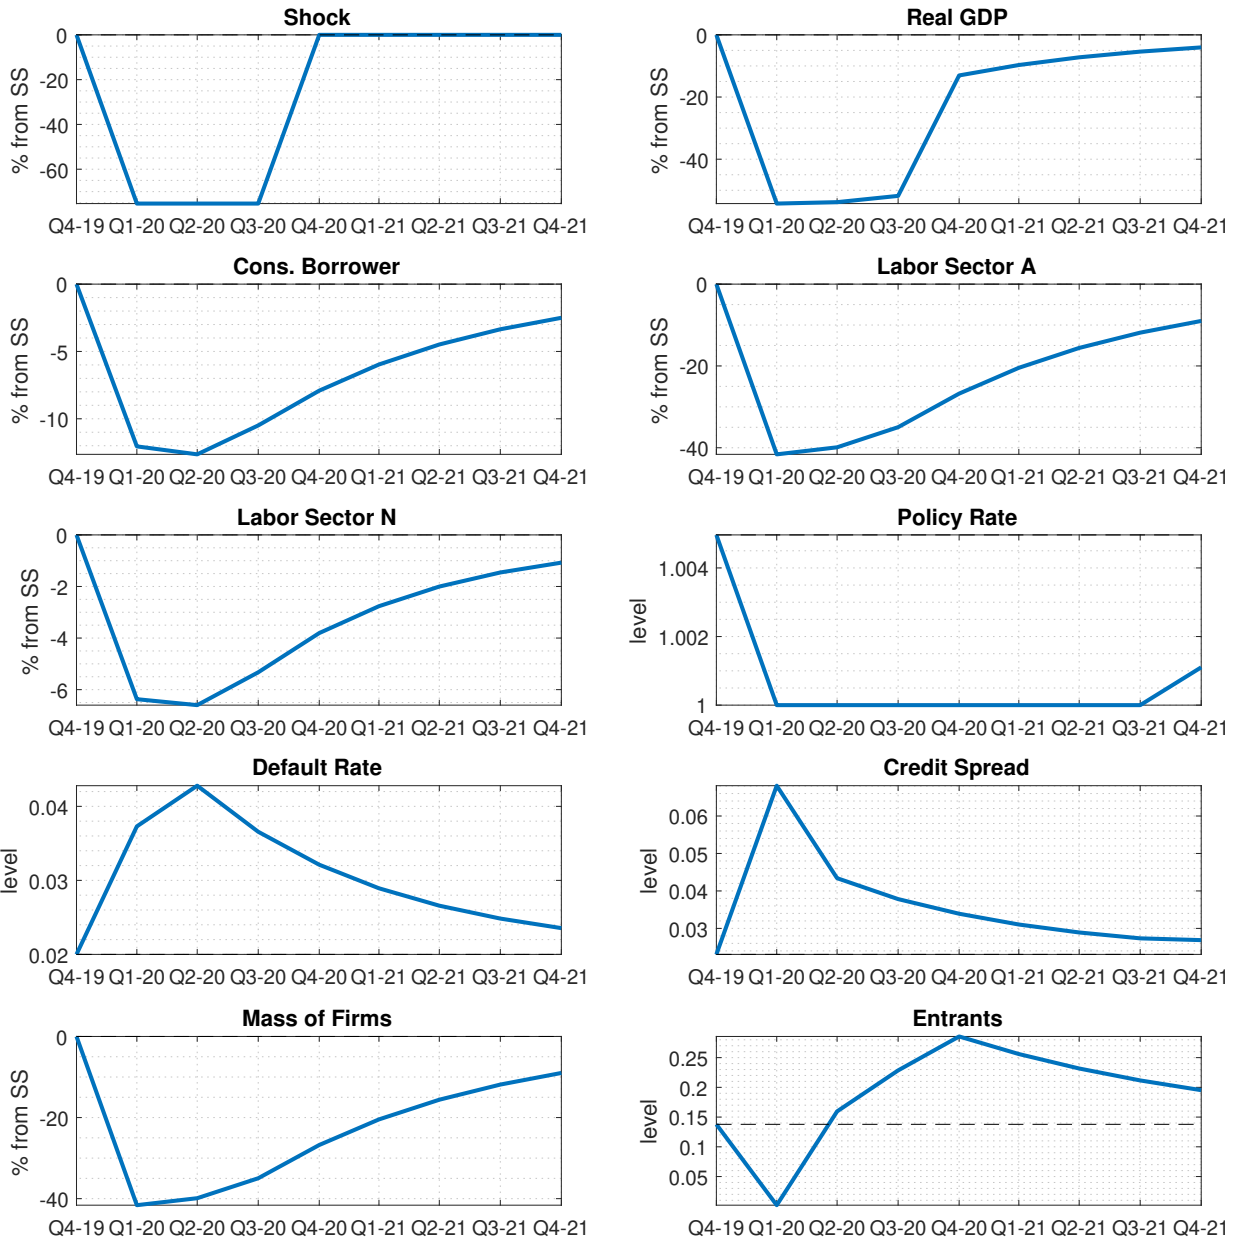 Shock
Real GDP
0
-20
-40
-60
% from SS
Q4-19 Q1-20 Q2-20 Q3-20 Q4-20 Q1-21 Q2-21 Q3-21 Q4-21
0
-20
-40
% from SS
Q4-19 Q1-20 Q2-20 Q3-20 Q4-20 Q1-21 Q2-21 Q3-21 Q4-21
Cons. Borrower
Labor Sector A
0
-5
-10
% from SS
Q4-19 Q1-20 Q2-20 Q3-20 Q4-20 Q1-21 Q2-21 Q3-21 Q4-21
0
-20
-40
% from SS
Q4-19 Q1-20 Q2-20 Q3-20 Q4-20 Q1-21 Q2-21 Q3-21 Q4-21
Labor Sector N
Policy Rate
0
-2
-4
-6
% from SS
Q4-19 Q1-20 Q2-20 Q3-20 Q4-20 Q1-21 Q2-21 Q3-21 Q4-21
1.004
1.002
1
level
Q4-19 Q1-20 Q2-20 Q3-20 Q4-20 Q1-21 Q2-21 Q3-21 Q4-21
Default Rate
Credit Spread
0.04
0.03
0.02
level
Q4-19 Q1-20 Q2-20 Q3-20 Q4-20 Q1-21 Q2-21 Q3-21 Q4-21
0.06
0.05
0.04
0.03
level
Q4-19 Q1-20 Q2-20 Q3-20 Q4-20 Q1-21 Q2-21 Q3-21 Q4-21
Mass of Firms
Entrants
0
-20
-40
% from SS
Q4-19 Q1-20 Q2-20 Q3-20 Q4-20 Q1-21 Q2-21 Q3-21 Q4-21
0.25
0.2
0.15
0.1
0.05
level
Q4-19 Q1-20 Q2-20 Q3-20 Q4-20 Q1-21 Q2-21 Q3-21 Q4-21